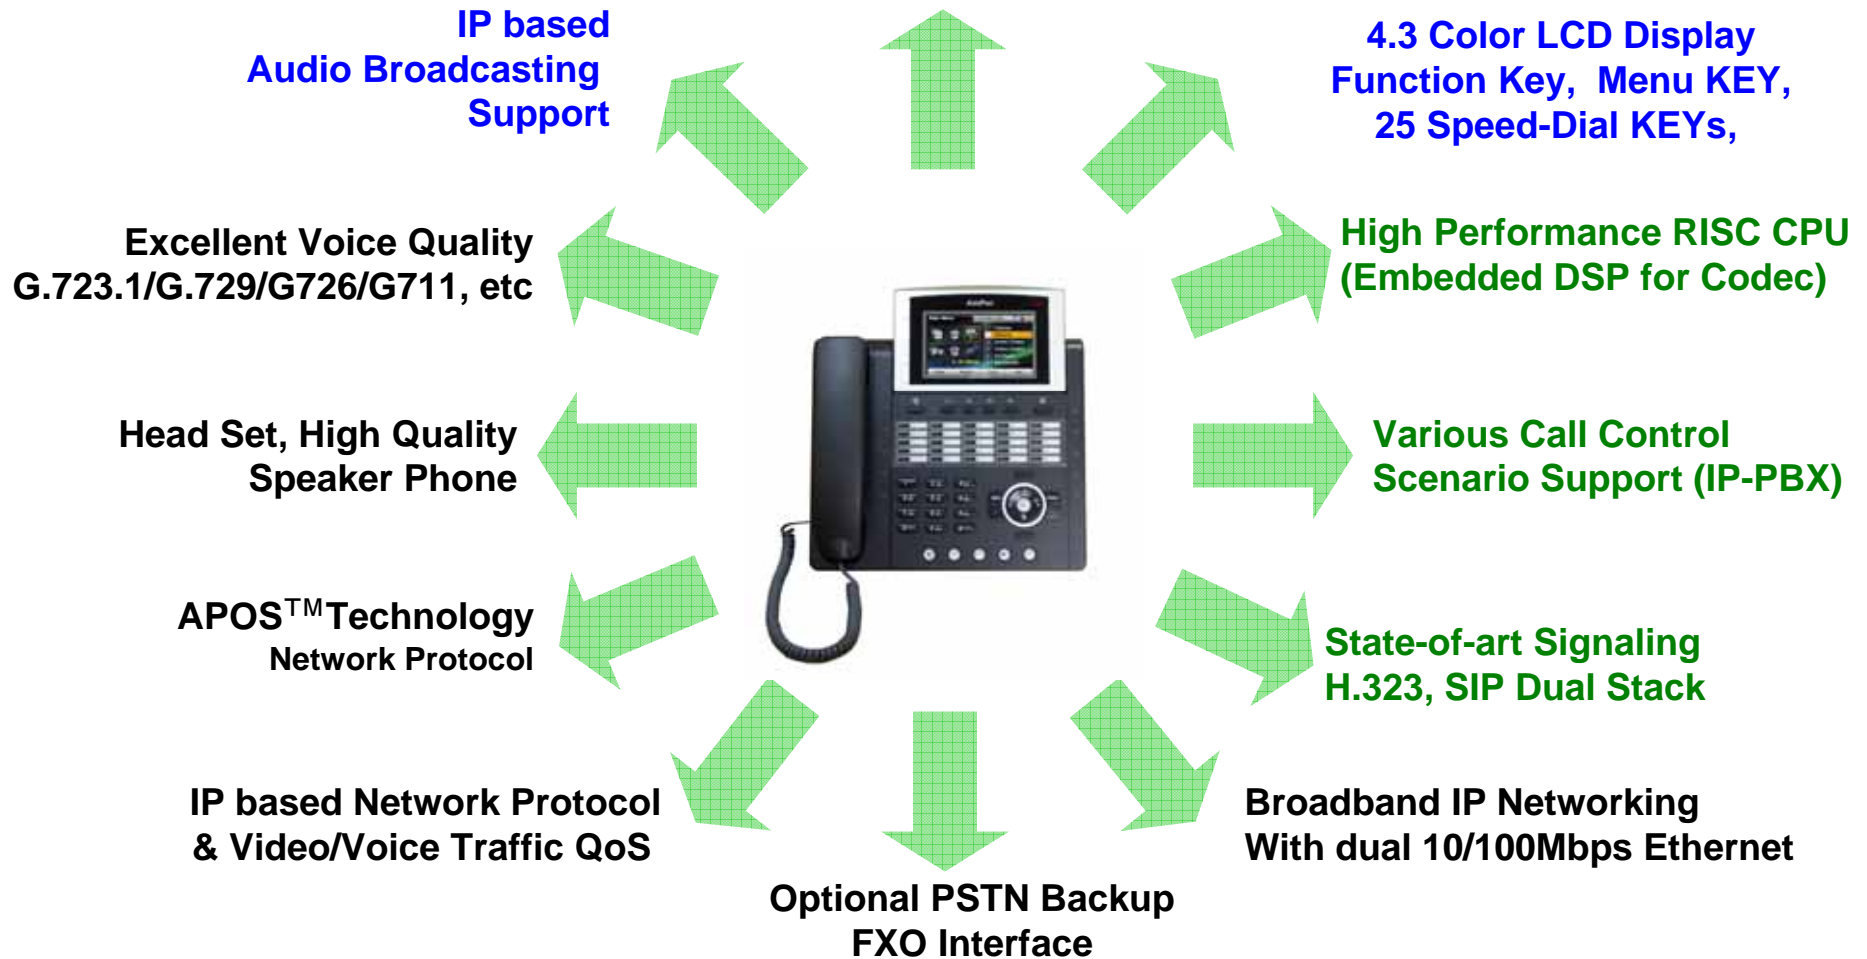 IP based
Audio Broadcasting
Support
4.3 Color LCD Display
Function Key, Menu KEY,
25 Speed-Dial KEYs,
Excellent Voice Quality
G.723.1/G.729/G726/G711, etc
High Performance RISC CPU
(Embedded DSP for Codec)
Head Set, High Quality
Speaker Phone
Various Call Control
Scenario Support (IP-PBX)
APOS™Technology
Network Protocol
State-of-art Signaling
H.323, SIP Dual Stack
IP based Network Protocol
& Video/Voice Traffic QoS
Broadband IP Networking
With dual 10/100Mbps Ethernet
Optional PSTN Backup
FXO Interface